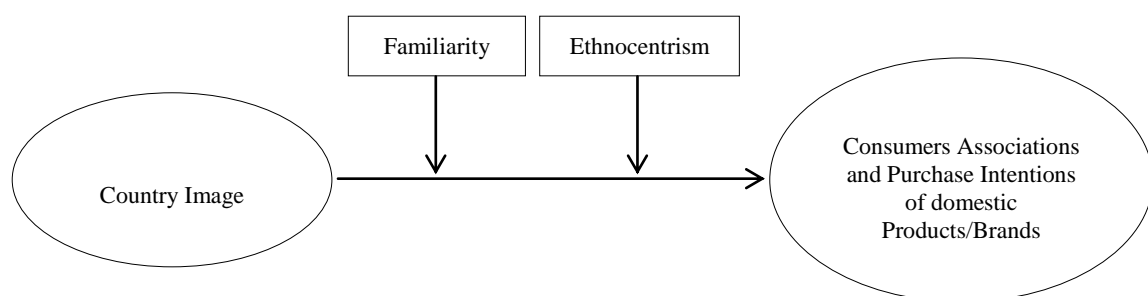 Familiarity
Ethnocentrism
Country Image
Consumers Associations
and Purchase Intentions
of domestic
Products/Brands